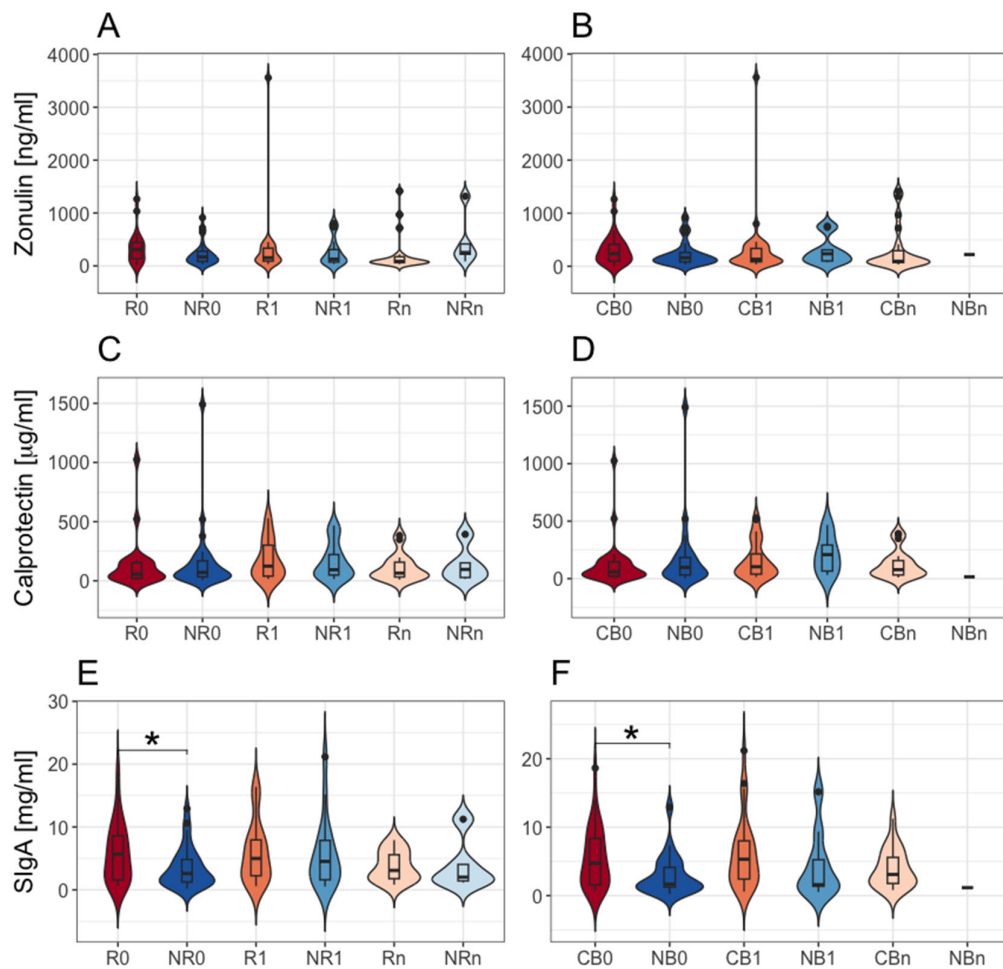 A
B
Zonulin [ng/ml]
4000
3000
2000
1000
0
R0 NR0 R1 NR1 Rn NRn
4000
3000
2000
1000
0
CB0 NB0 CB1 NB1 CBn NBn
C
D
Calprotectin [µg/ml]
1500
1000
500
0
R0 NR0 R1 NR1 Rn NRn
1500
1000
500
0
CB0 NB0 CB1 NB1 CBn NBn
E
F
SIgA [mg/ml]
30
20
10
0
*
R0 NR0 R1 NR1 Rn NRn
20
10
0
*
CB0 NB0 CB1 NB1 CBn NBn